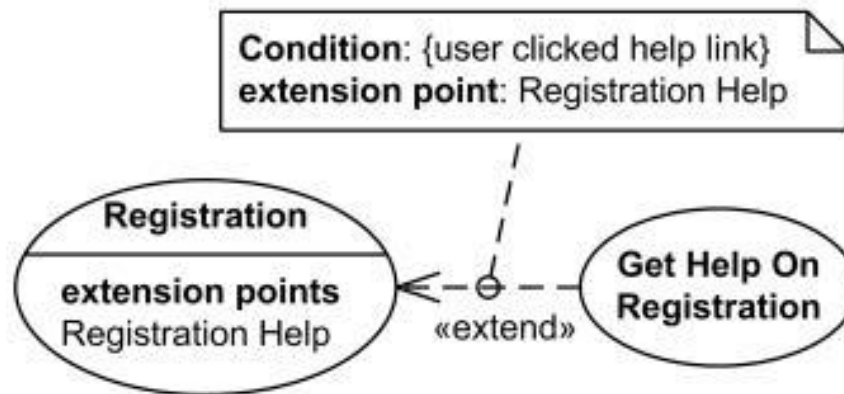 Condition: {user clicked help link}
extension point: Registration Help
Registration
extension points
Registration Help
«extend»
Get Help On
Registration